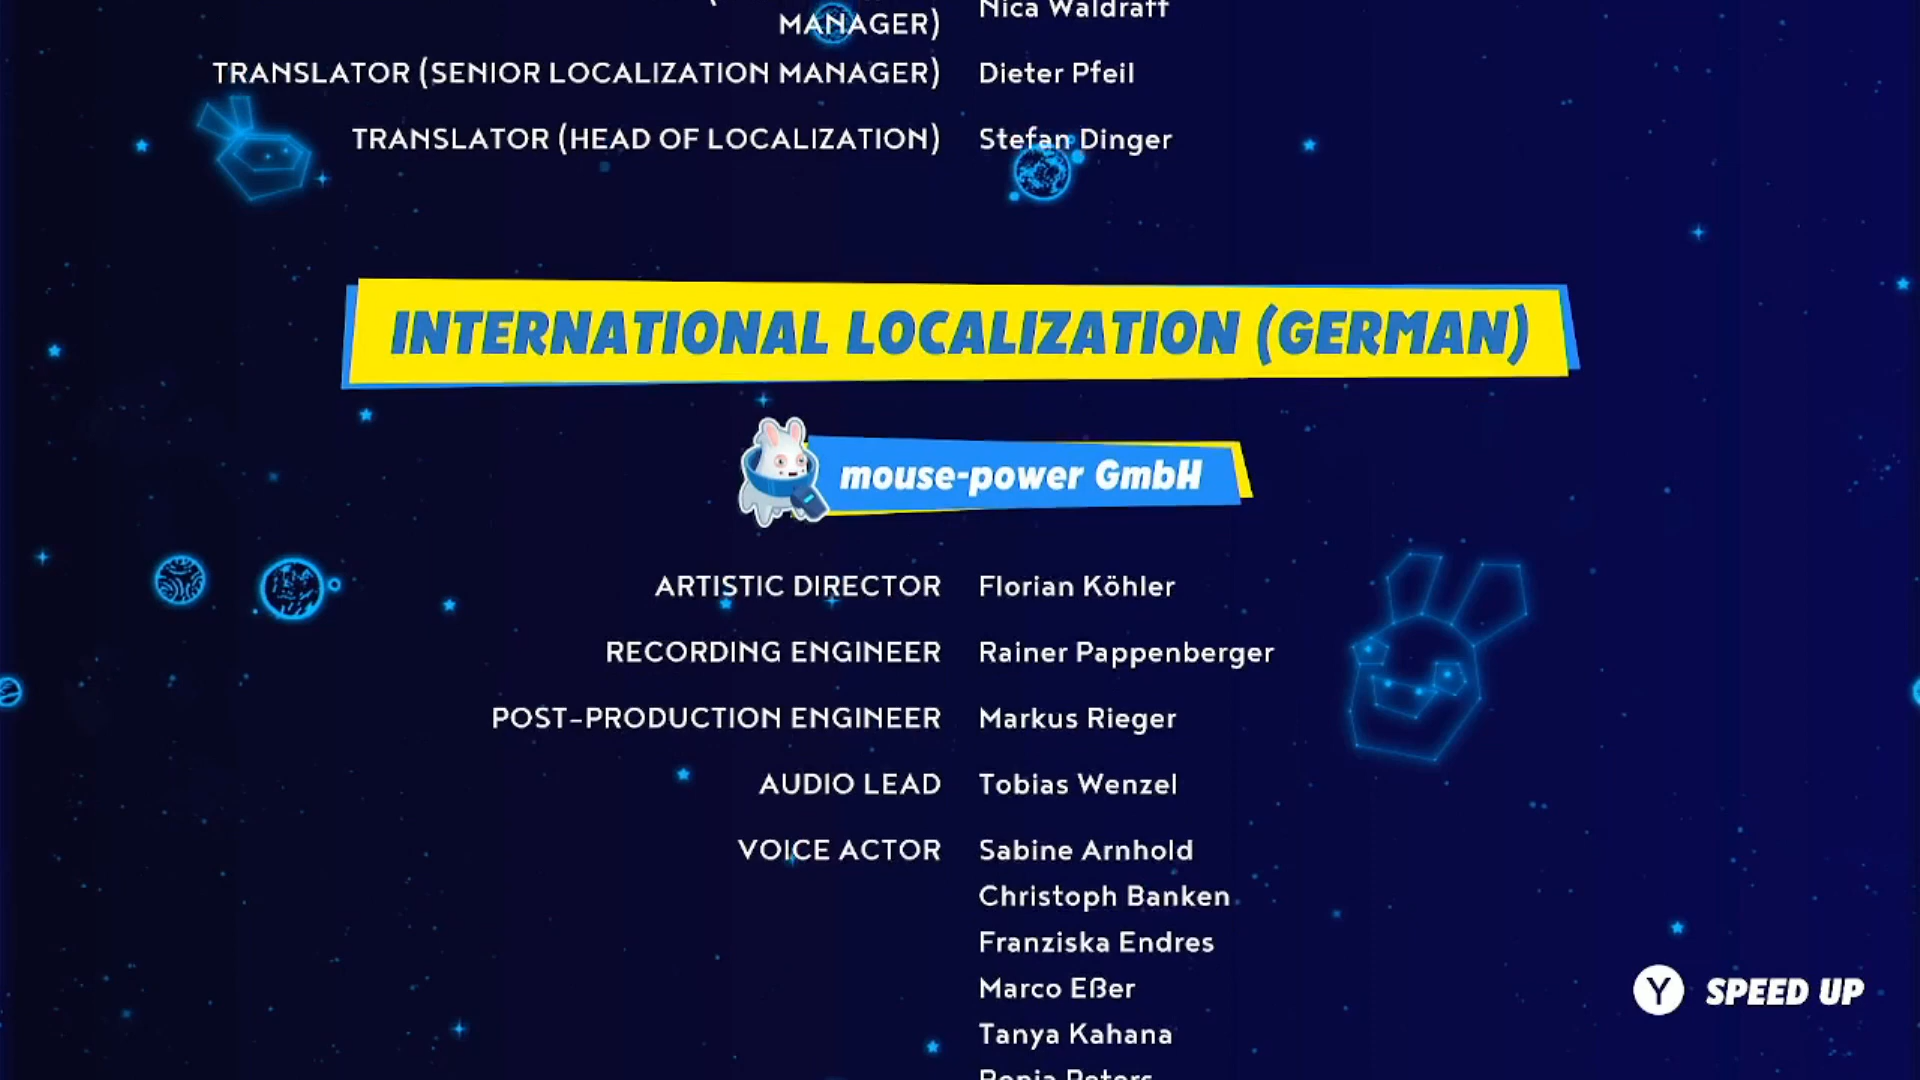 MANAGER) Nica Waldraff
TRANSLATOR (SENIOR LOCALIZATION MANAGER) Dieter Pfeil
TRANSLATOR (HEAD OF LOCALIZATION) Stefan Dinger
INTERNATIONAL LOCALIZATION (GERMAN)
mouse-power GmbH
ARTISTIC DIRECTOR Florian Köhler
RECORDING ENGINEER Rainer Pappenberger
POST-PRODUCTION ENGINEER Markus Rieger
AUDIO LEAD Tobias Wenzel
VOICE ACTOR Sabine Arnhold
Christoph Banken
Franziska Endres
Marco Eßer
Tanya Kahana
Y SPEED UP